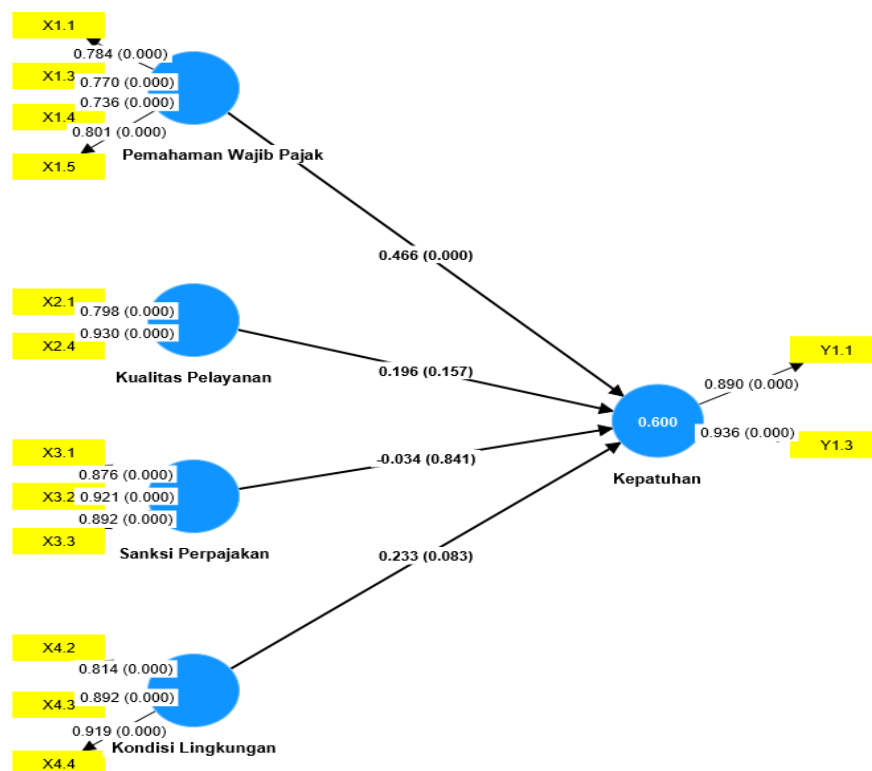 X1.1
0.784 (0.000)
X1.3
0.770 (0.000)
0.736 (0.000)
X1.4
0.801 (0.000)
X1.5
Pemahaman Wajib Pajak
0.466 (0.000)
X2.1
0.798 (0.000)
0.930 (0.000)
X2.4
Kualitas Pelayanan
0.196 (0.157)
Y1.1
0.890 (0.000)
0.600
0.936 (0.000)
Y1.3
Kepatuhan
X3.1
0.876 (0.000)
X3.2
0.921 (0.000)
0.892 (0.000)
X3.3
Sanksi Perpajakan
-0.034 (0.841)
0.233 (0.083)
X4.2
0.814 (0.000)
X4.3
0.892 (0.000)
0.919 (0.000)
X4.4
Kondisi Lingkungan